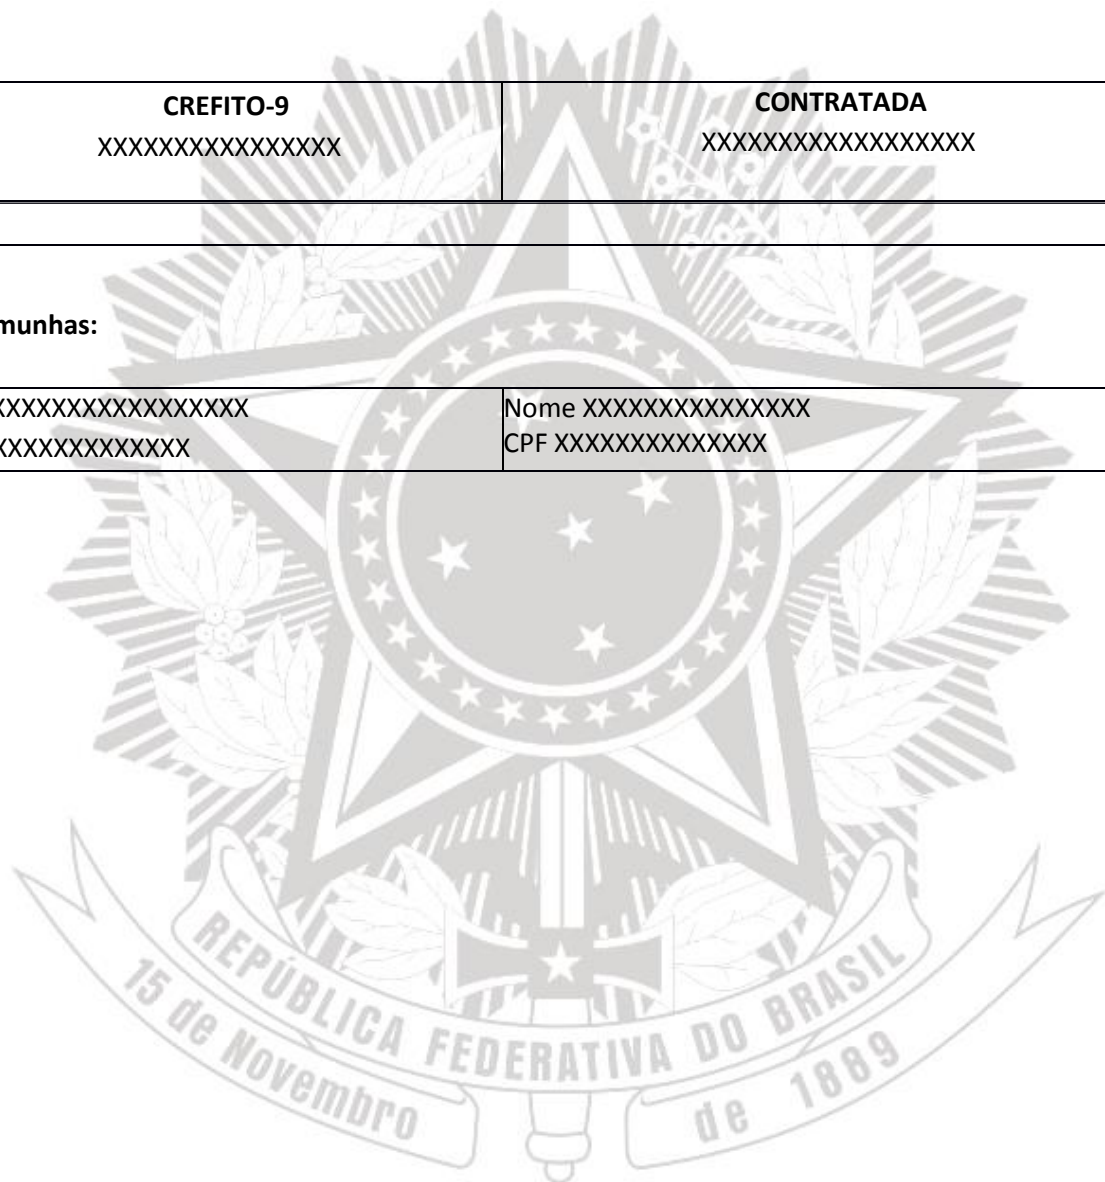 CREFITO-9
XXXXXXXXXXXXXXXX
CONTRATADA
XXXXXXXXXXXXXXXXXX
munhas:
XXXXXXXXXXXXXXXXX
XXXXXXXXXXXXX
Nome XXXXXXXXXXXXXXX
CPF XXXXXXXXXXXXXX
REPÚBLICA FEDERATIVA DO BRASIL
15 de Novembro de 1889